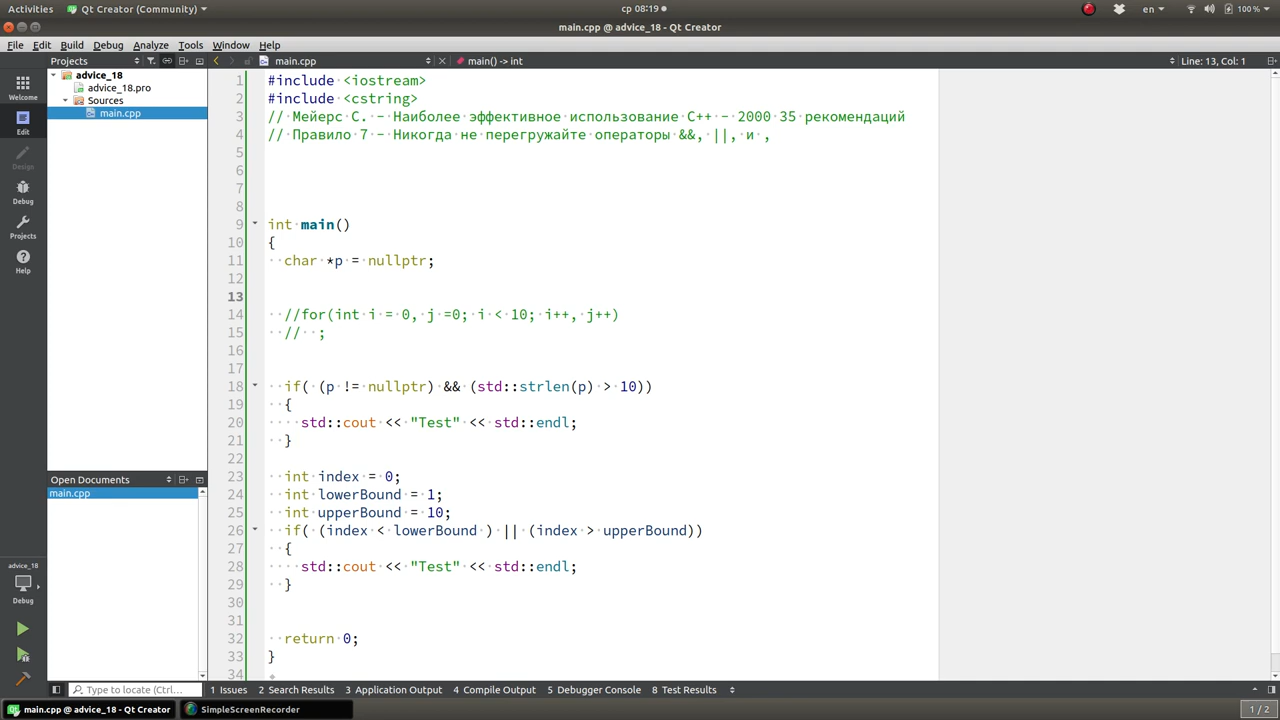 Activities Qt Creator (Community) ср 08:19 en 100 %
main.cpp @ advice_18 - Qt Creator
File Edit Build Debug Analyze Tools Window Help
Projects main.cpp main() -> int Line: 13, Col: 1
advice_18
advice_18.pro
Sources
main.cpp
Welcome
Edit
Design
Debug
Projects
Help
1 #include <iostream>
2 #include <cstring>
3 // Мейерс С. - Наиболее эффективное использование C++ - 2000 35 рекомендаций
4 // Правило 7 - Никогда не перегружайте операторы &&, ||, и ,
5
6
7
8
9 int main()
10 {
11 char *p = nullptr;
12
13
14 //for(int i = 0, j =0; i < 10; i++, j++)
15 // ;
16
17
18 if( (p != nullptr) && (std::strlen(p) > 10))
19 {
20 std::cout << "Test" << std::endl;
21 }
22
23 int index = 0;
24 int lowerBound = 1;
25 int upperBound = 10;
26 if( (index < lowerBound ) || (index > upperBound))
27 {
28 std::cout << "Test" << std::endl;
29 }
30
31
32 return 0;
33 }
34
Open Documents
main.cpp
advice_18
Debug
Type to locate (Ctrl... 1 Issues 2 Search Results 3 Application Output 4 Compile Output 5 Debugger Console 8 Test Results
main.cpp @ advice_18 - Qt Creator SimpleScreenRecorder 1 / 2